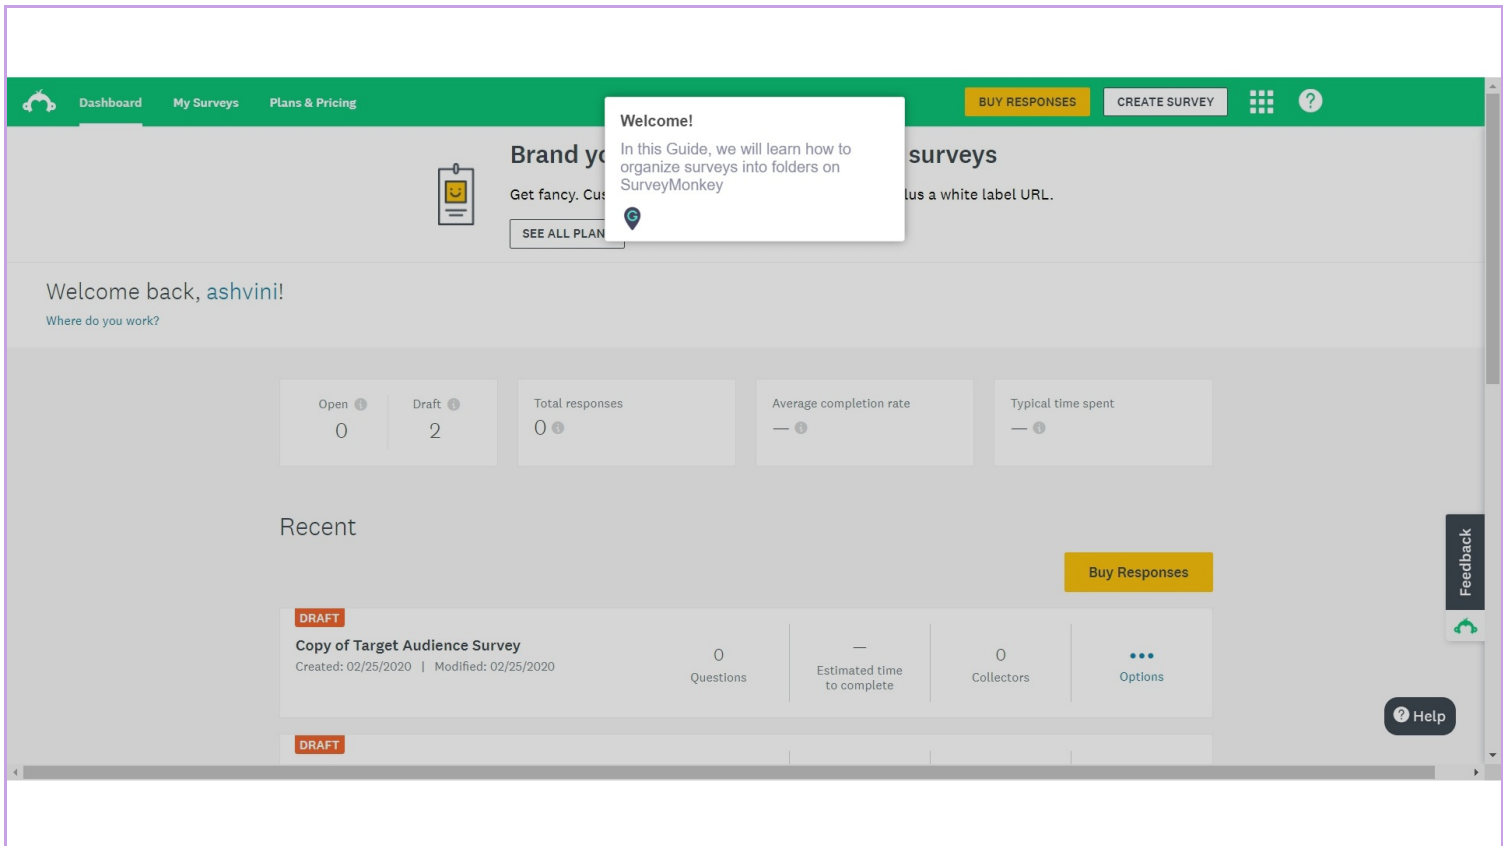 Dashboard My Surveys Plans & Pricing BUY RESPONSES CREATE SURVEY ?
Welcome!
In this Guide, we will learn how to
organize surveys into folders on
SurveyMonkey
G
Brand surveys
Get fancy. a white label URL.
SEE ALL
Welcome back, ashvini!
Where do you work?
Open Draft
0 2
Total responses
0
Average completion rate
—
Typical time spent
—
Recent
Buy Responses
Feedback
DRAFT
Copy of Target Audience Survey
Created: 02/25/2020 | Modified: 02/25/2020
0
Questions
—
Estimated time
to complete
0
Collectors
•••
Options
? Help
DRAFT